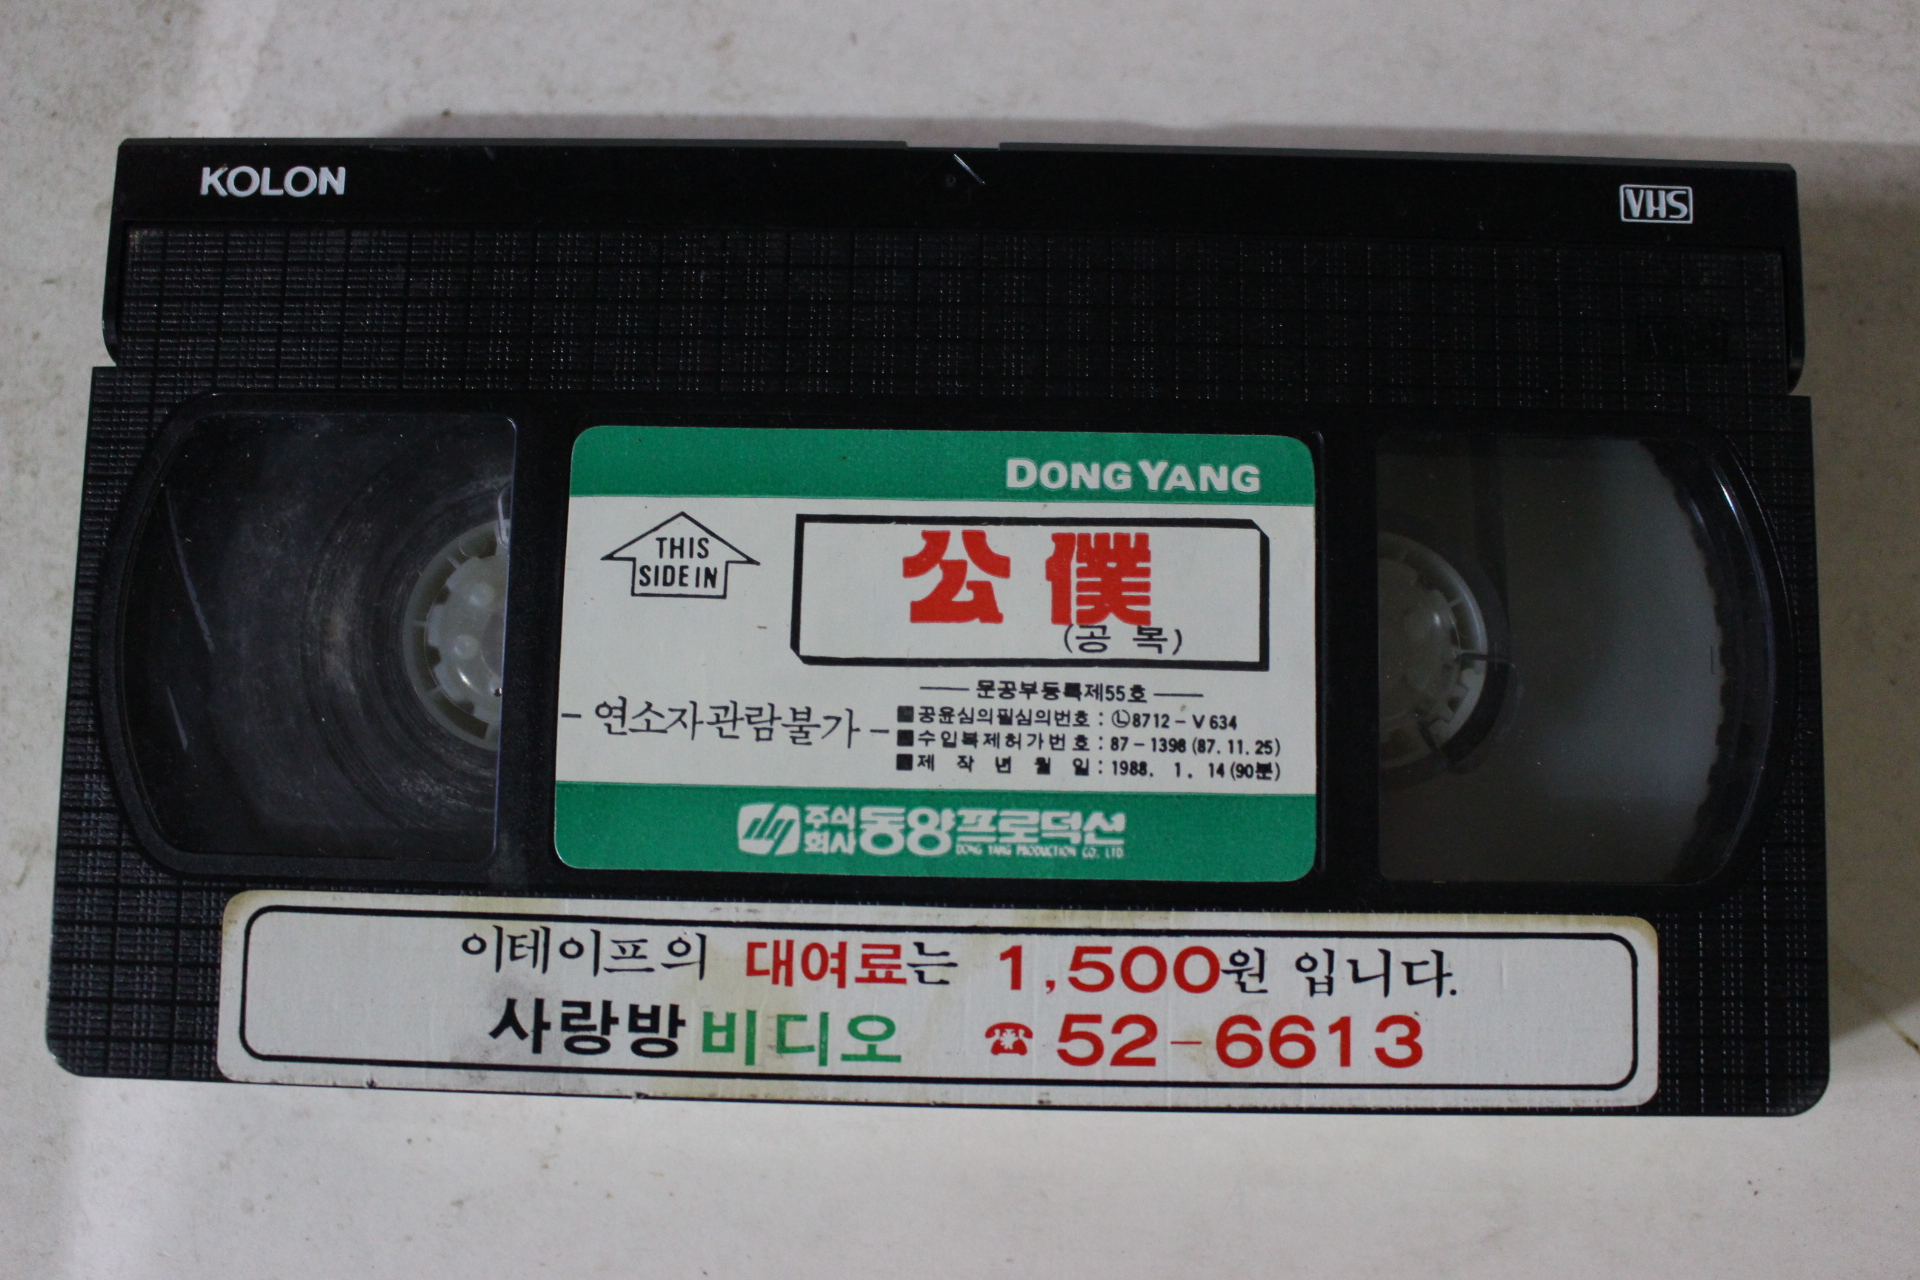 KOLON
VHS
DONG YANG
THIS
SIDE IN
公僕
(공 복)
문공부등록제55호
- 연소자관람불가 -
■공윤심의필심의번호 : Ⓛ8712-V634
■수입복제허가번호 : 87-1398 (87. 11. 25)
■제 작 년 월 일 : 1988. 1. 14 (90분)
주식회사 동양프로덕션
DONG YANG PRODUCTION CO. LTD
이테이프의 대여료는 1,500원 입니다.
사랑방비디오 ☎ 52-6613